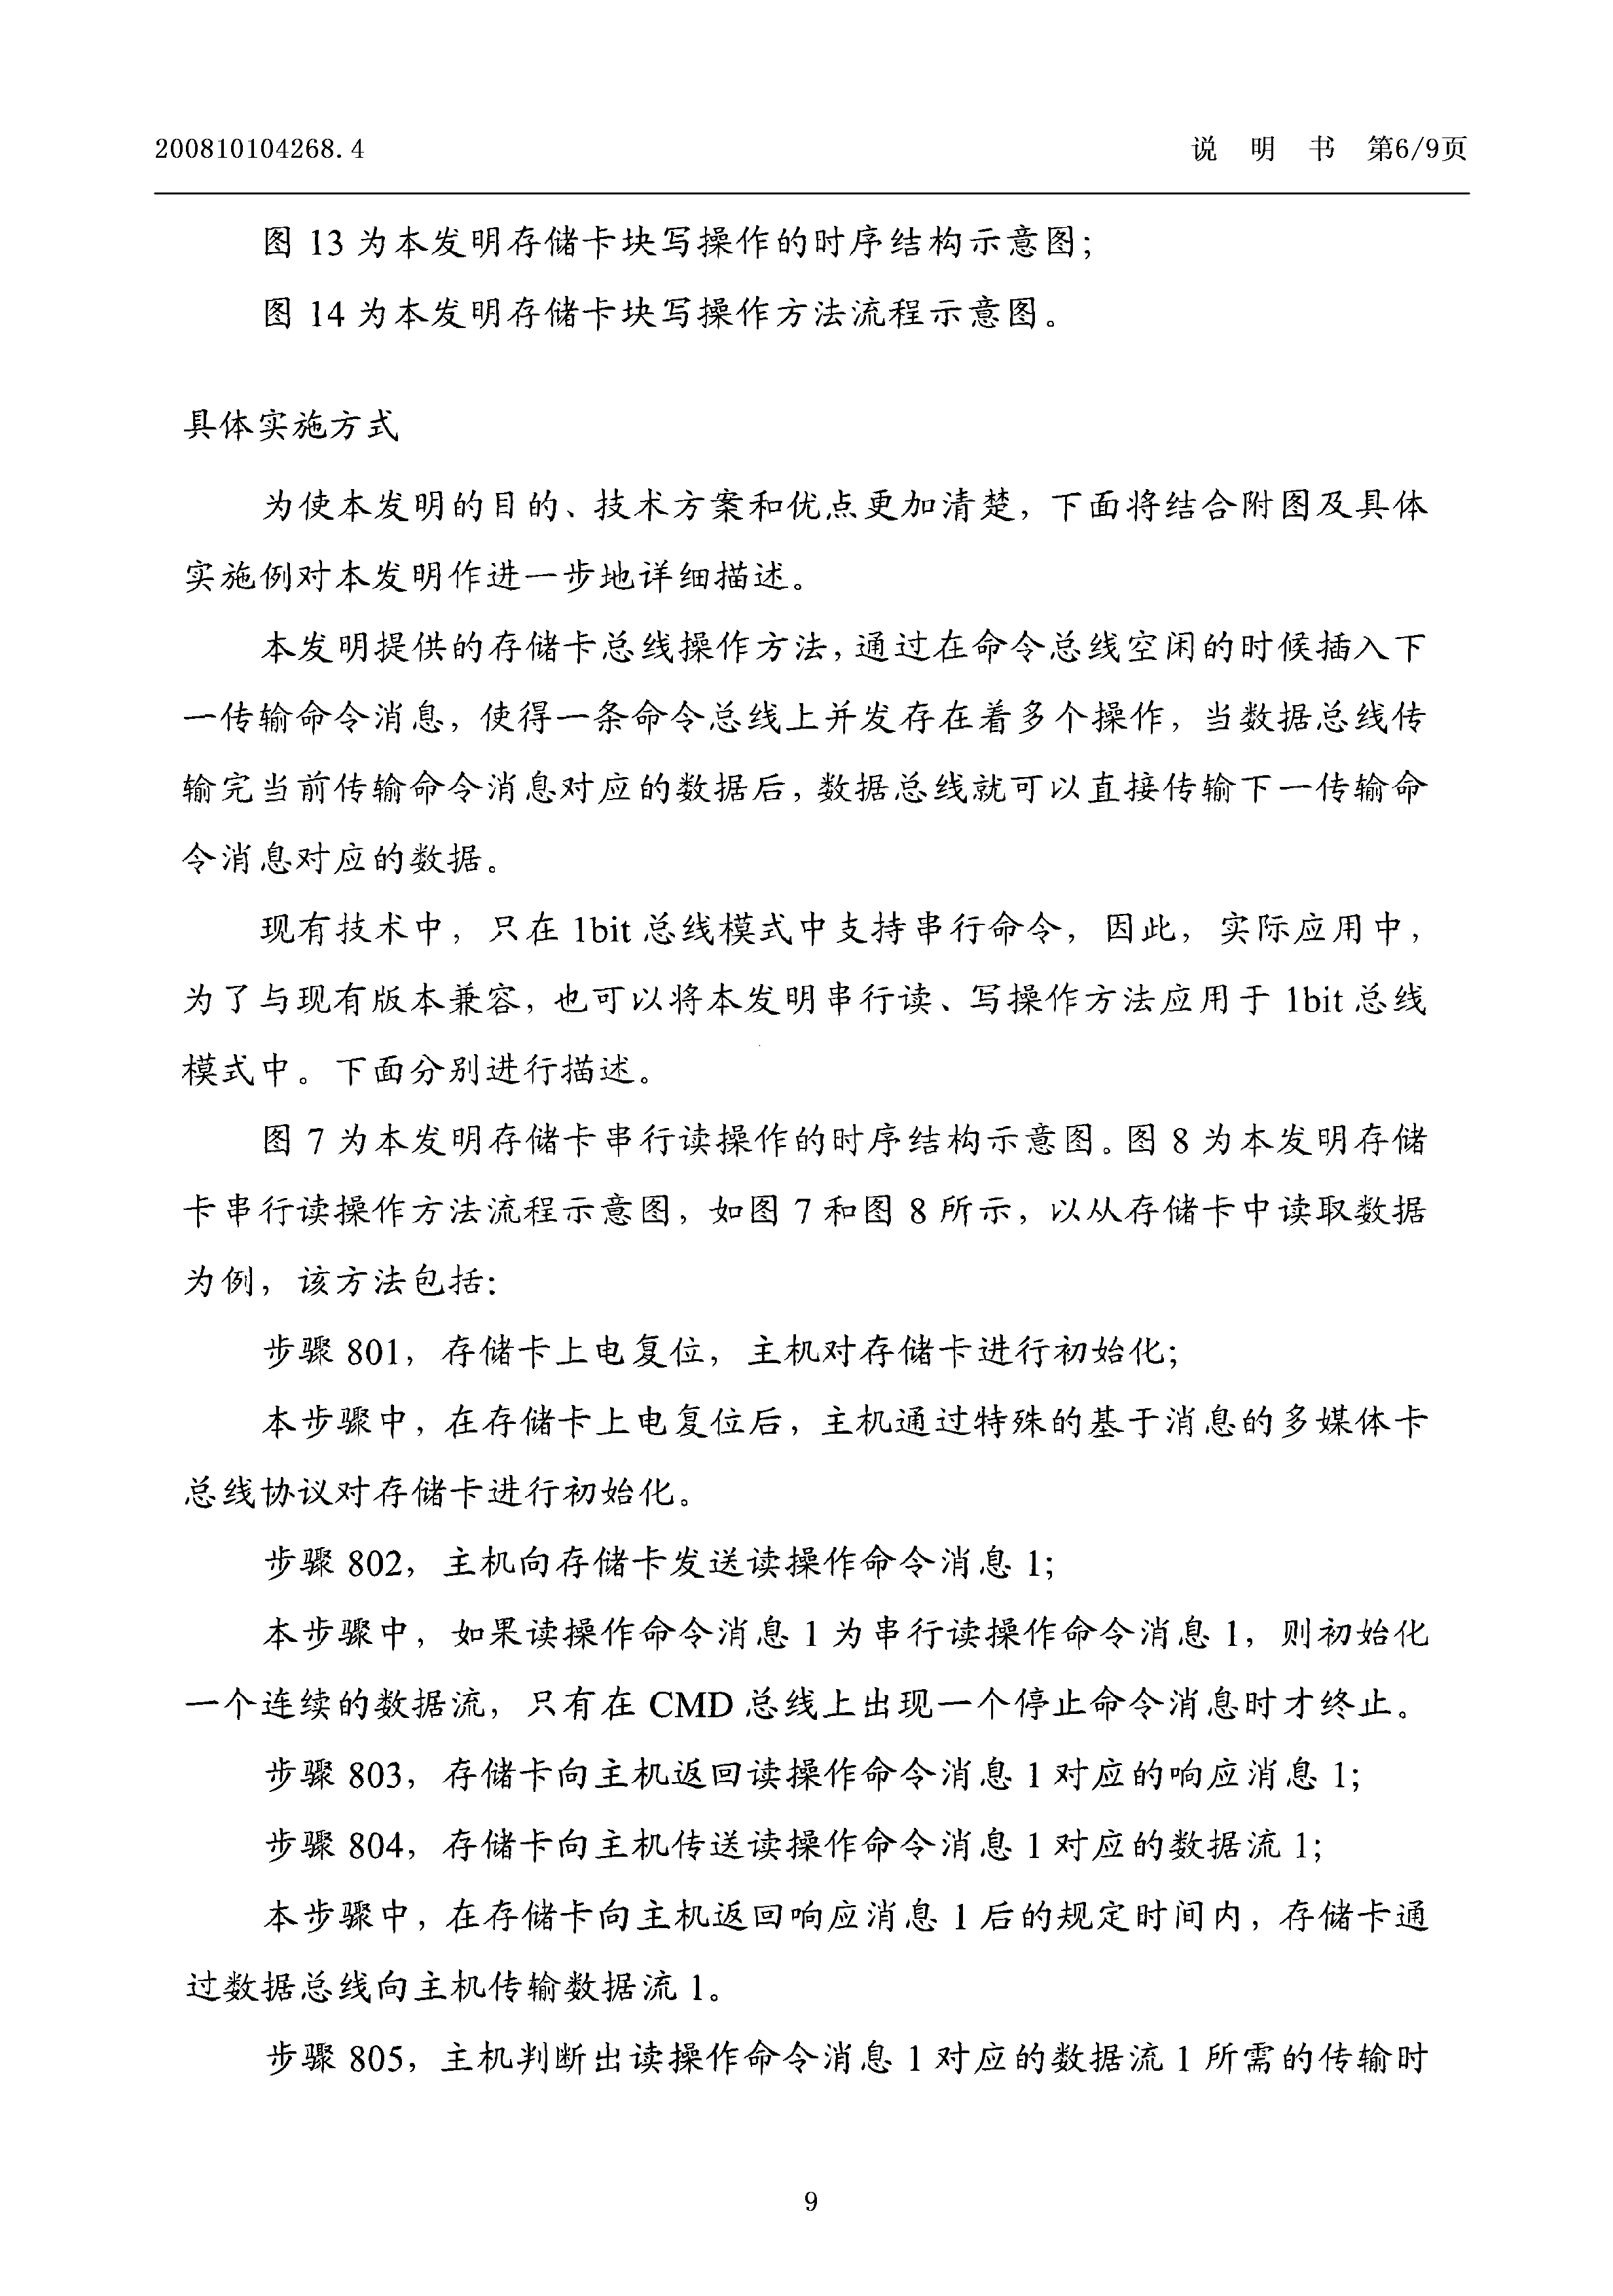 200810104268.4 说 明 书 第6/9页
图 13 为本发明存储卡块写操作的时序结构示意图；
图 14 为本发明存储卡块写操作方法流程示意图。
具体实施方式
为使本发明的目的、技术方案和优点更加清楚，下面将结合附图及具体
实施例对本发明作进一步地详细描述。
本发明提供的存储卡总线操作方法，通过在命令总线空闲的时候插入下
一传输命令消息，使得一条命令总线上并发存在着多个操作，当数据总线传
输完当前传输命令消息对应的数据后，数据总线就可以直接传输下一传输命
令消息对应的数据。
现有技术中，只在 1bit 总线模式中支持串行命令，因此，实际应用中，
为了与现有版本兼容，也可以将本发明串行读、写操作方法应用于 1bit 总线
模式中。下面分别进行描述。
图 7 为本发明存储卡串行读操作的时序结构示意图。图 8 为本发明存储
卡串行读操作方法流程示意图，如图 7 和图 8 所示，以从存储卡中读取数据
为例，该方法包括：
步骤 801，存储卡上电复位，主机对存储卡进行初始化；
本步骤中，在存储卡上电复位后，主机通过特殊的基于消息的多媒体卡
总线协议对存储卡进行初始化。
步骤 802，主机向存储卡发送读操作命令消息 1；
本步骤中，如果读操作命令消息 1 为串行读操作命令消息 1，则初始化
一个连续的数据流，只有在 CMD 总线上出现一个停止命令消息时才终止。
步骤 803，存储卡向主机返回读操作命令消息 1 对应的响应消息 1；
步骤 804，存储卡向主机传送读操作命令消息 1 对应的数据流 1；
本步骤中，在存储卡向主机返回响应消息 1 后的规定时间内，存储卡通
过数据总线向主机传输数据流 1。
步骤 805，主机判断出读操作命令消息 1 对应的数据流 1 所需的传输时
9